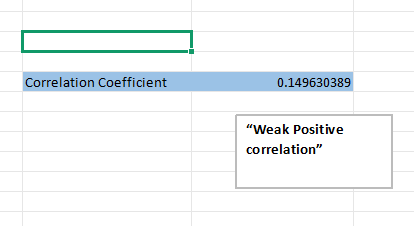 Correlation Coefficient 0.149630389
“Weak Positive
correlation”